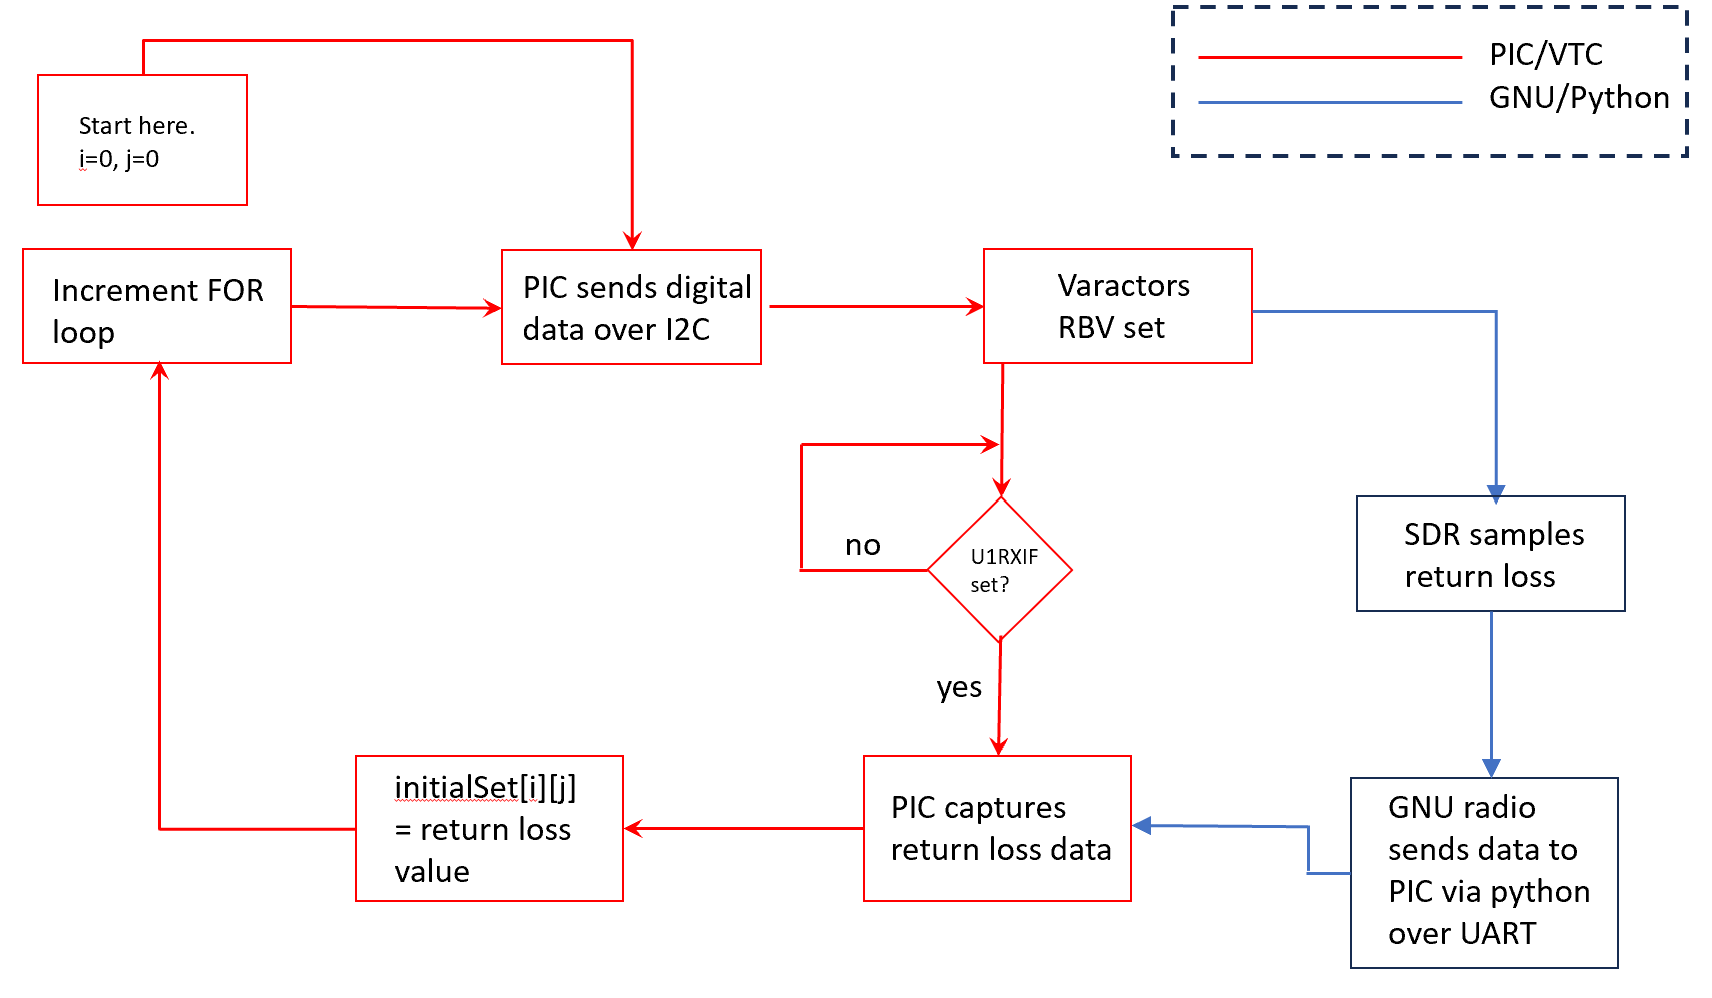 PIC/VTC
GNU/Python
Start here.
i=0, j=0
Increment FOR
loop
PIC sends digital
data over I2C
Varactors
RBV set
no
U1RXIF
set?
SDR samples
return loss
yes
initialSet[i][j]
= return loss
value
PIC captures
return loss data
GNU radio
sends data to
PIC via python
over UART